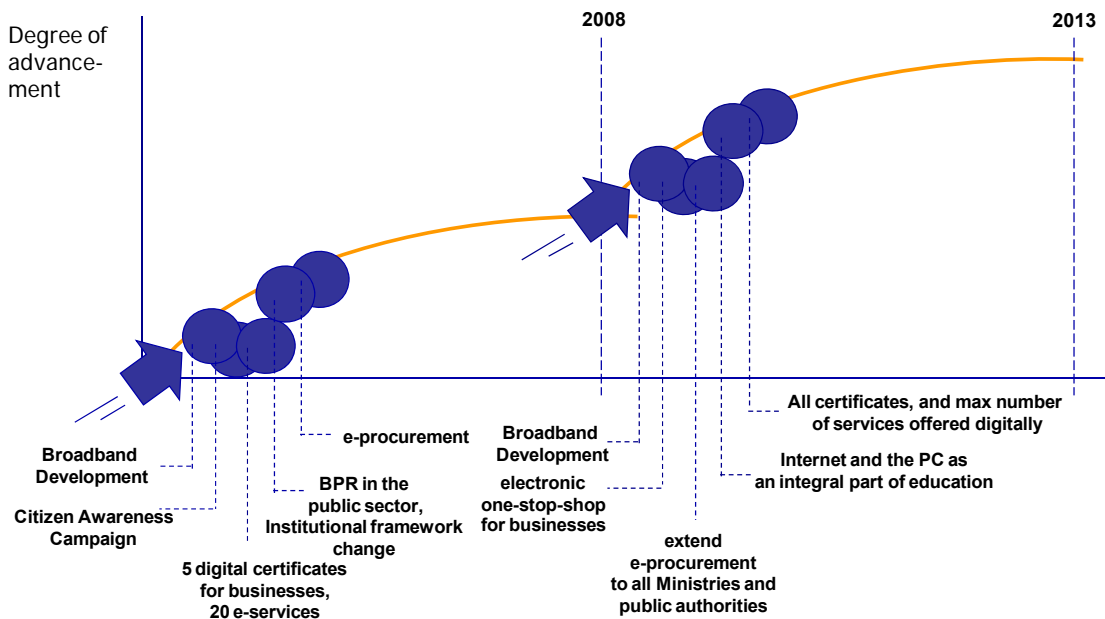 2008
2013
Degree of
advance-
ment
e-procurement
Broadband
Development
BPR in the
public sector,
Institutional framework
change
Citizen Awareness
Campaign
5 digital certificates
for businesses,
20 e-services
Broadband
Development
electronic
one-stop-shop
for businesses
All certificates, and max number
of services offered digitally
Internet and the PC as
an integral part of education
extend
e-procurement
to all Ministries and
public authorities